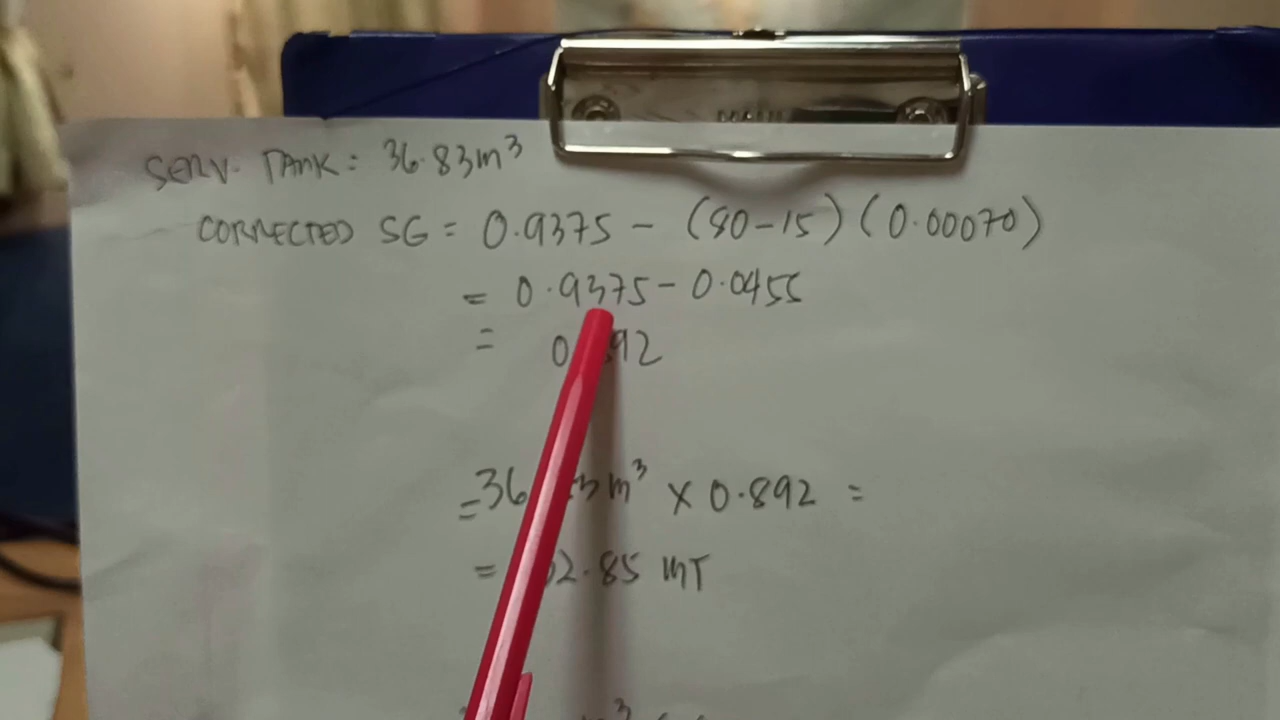 SERV. TANK = 36.83m³
CORRECTED SG = 0.9375 - (80-15)(0.00070)
= 0.9375 - 0.0455
= 0. 92
=36. 3m³ × 0.892 =
= 2.85 MT